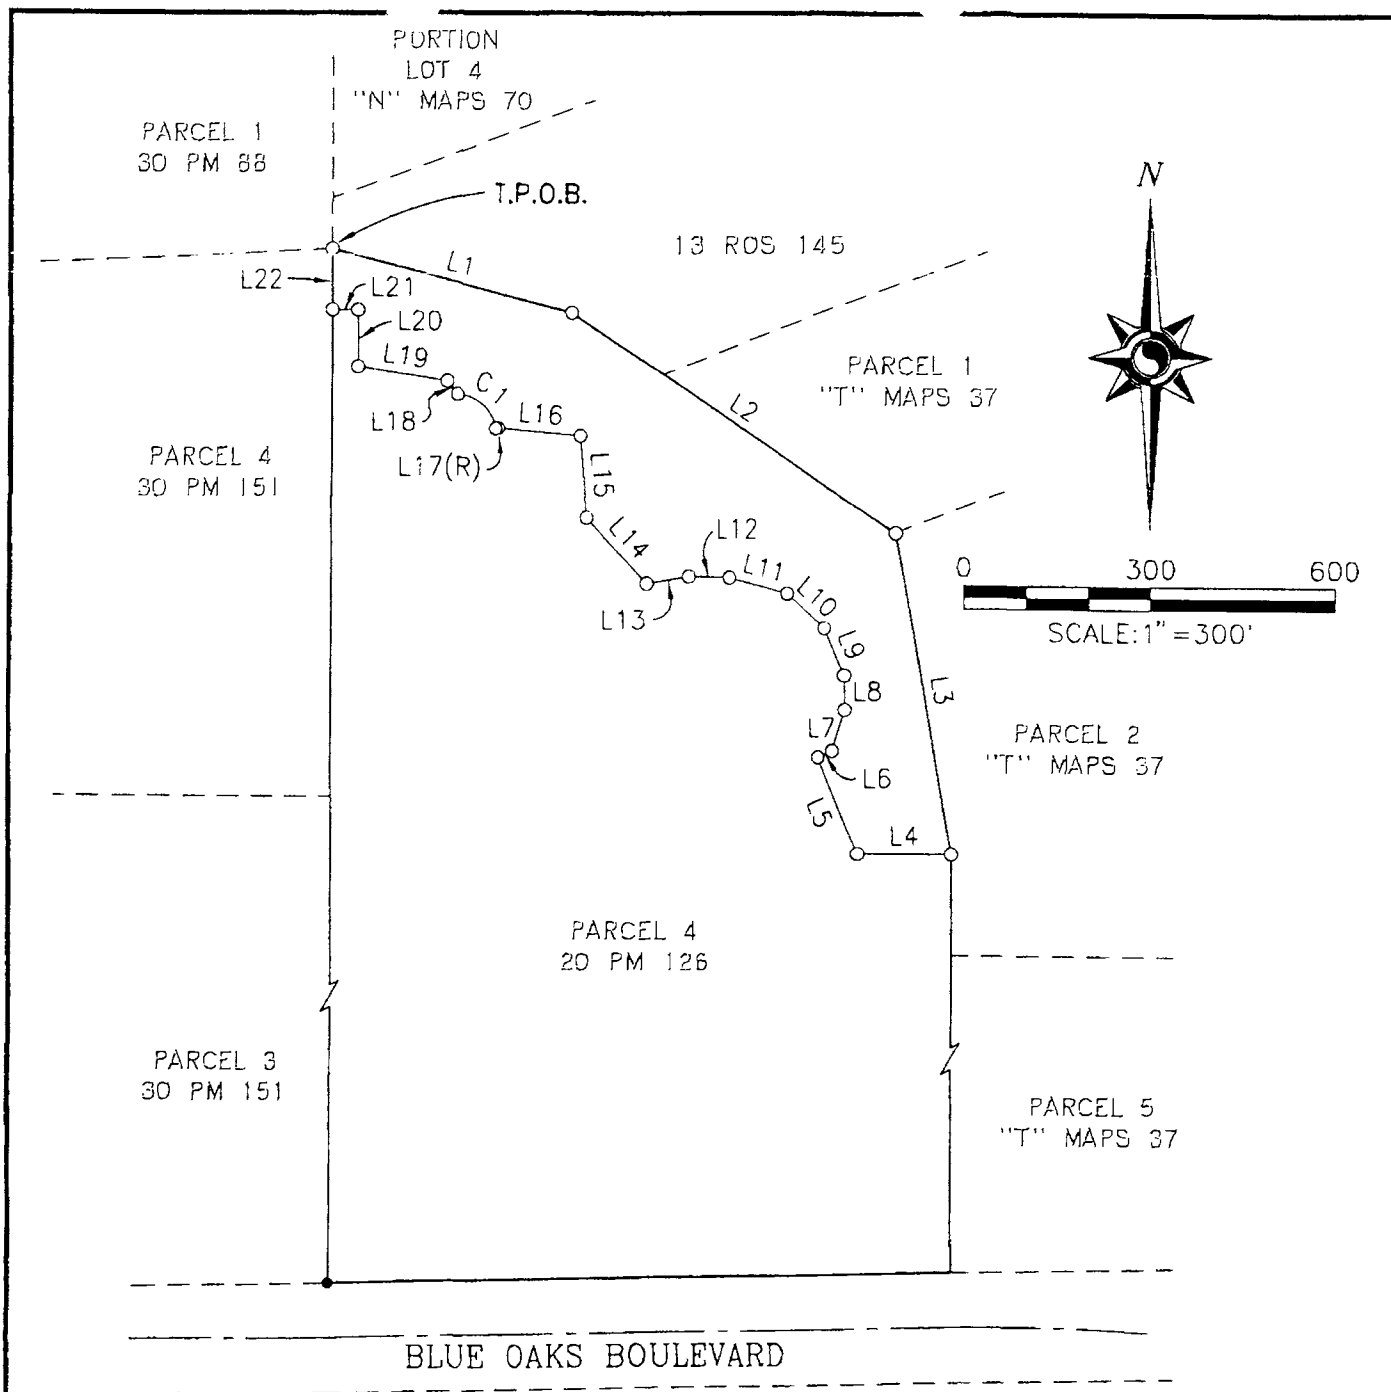 PORTION
LOT 4
"N" MAPS 70
PARCEL 1
30 PM 88
N
T.P.O.B.
13 ROS 145
L1
L22
L21
L20
L19
PARCEL 1
"T" MAPS 37
L2
C1
L18
L16
L17(R)
PARCEL 4
30 PM 151
L15
L14
L12
L11
L10
L13
0 300 600
SCALE:1"=300'
L9
L8
L3
L7
L6
PARCEL 2
"T" MAPS 37
L5
L4
PARCEL 4
20 PM 126
PARCEL 3
30 PM 151
PARCEL 5
"T" MAPS 37
BLUE OAKS BOULEVARD